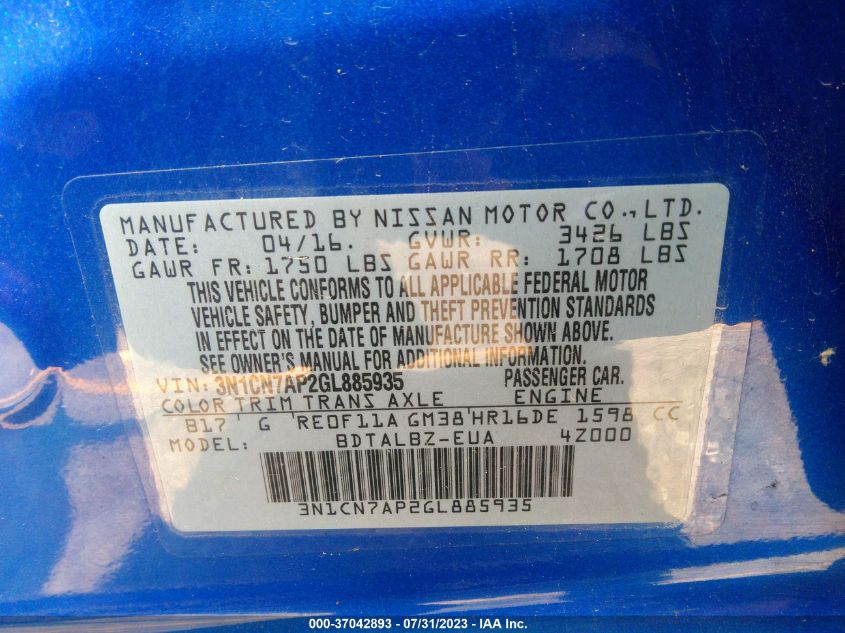 MANUFACTURED BY NISSAN MOTOR CO., LTD.
DATE: 04/16. GVWR: 3426 LBS
GAWR FR: 1750 LBS GAWR RR: 1708 LBS
THIS VEHICLE CONFORMS TO ALL APPLICABLE FEDERAL MOTOR
VEHICLE SAFETY, BUMPER AND THEFT PREVENTION STANDARDS
IN EFFECT ON THE DATE OF MANUFACTURE SHOWN ABOVE.
SEE OWNER'S MANUAL FOR ADDITIONAL INFORMATION.
VIN: 3N1CN7AP2GL885935 PASSENGER CAR.
COLOR TRIM TRANS AXLE ENGINE
B17 G RE0F11A GM38 HR16DE 1598 CC
MODEL: BDTALBZ-EUA 4Z000
3N1CN7AP2GL885935
000-37042893 - 07/31/2023 - IAA Inc.